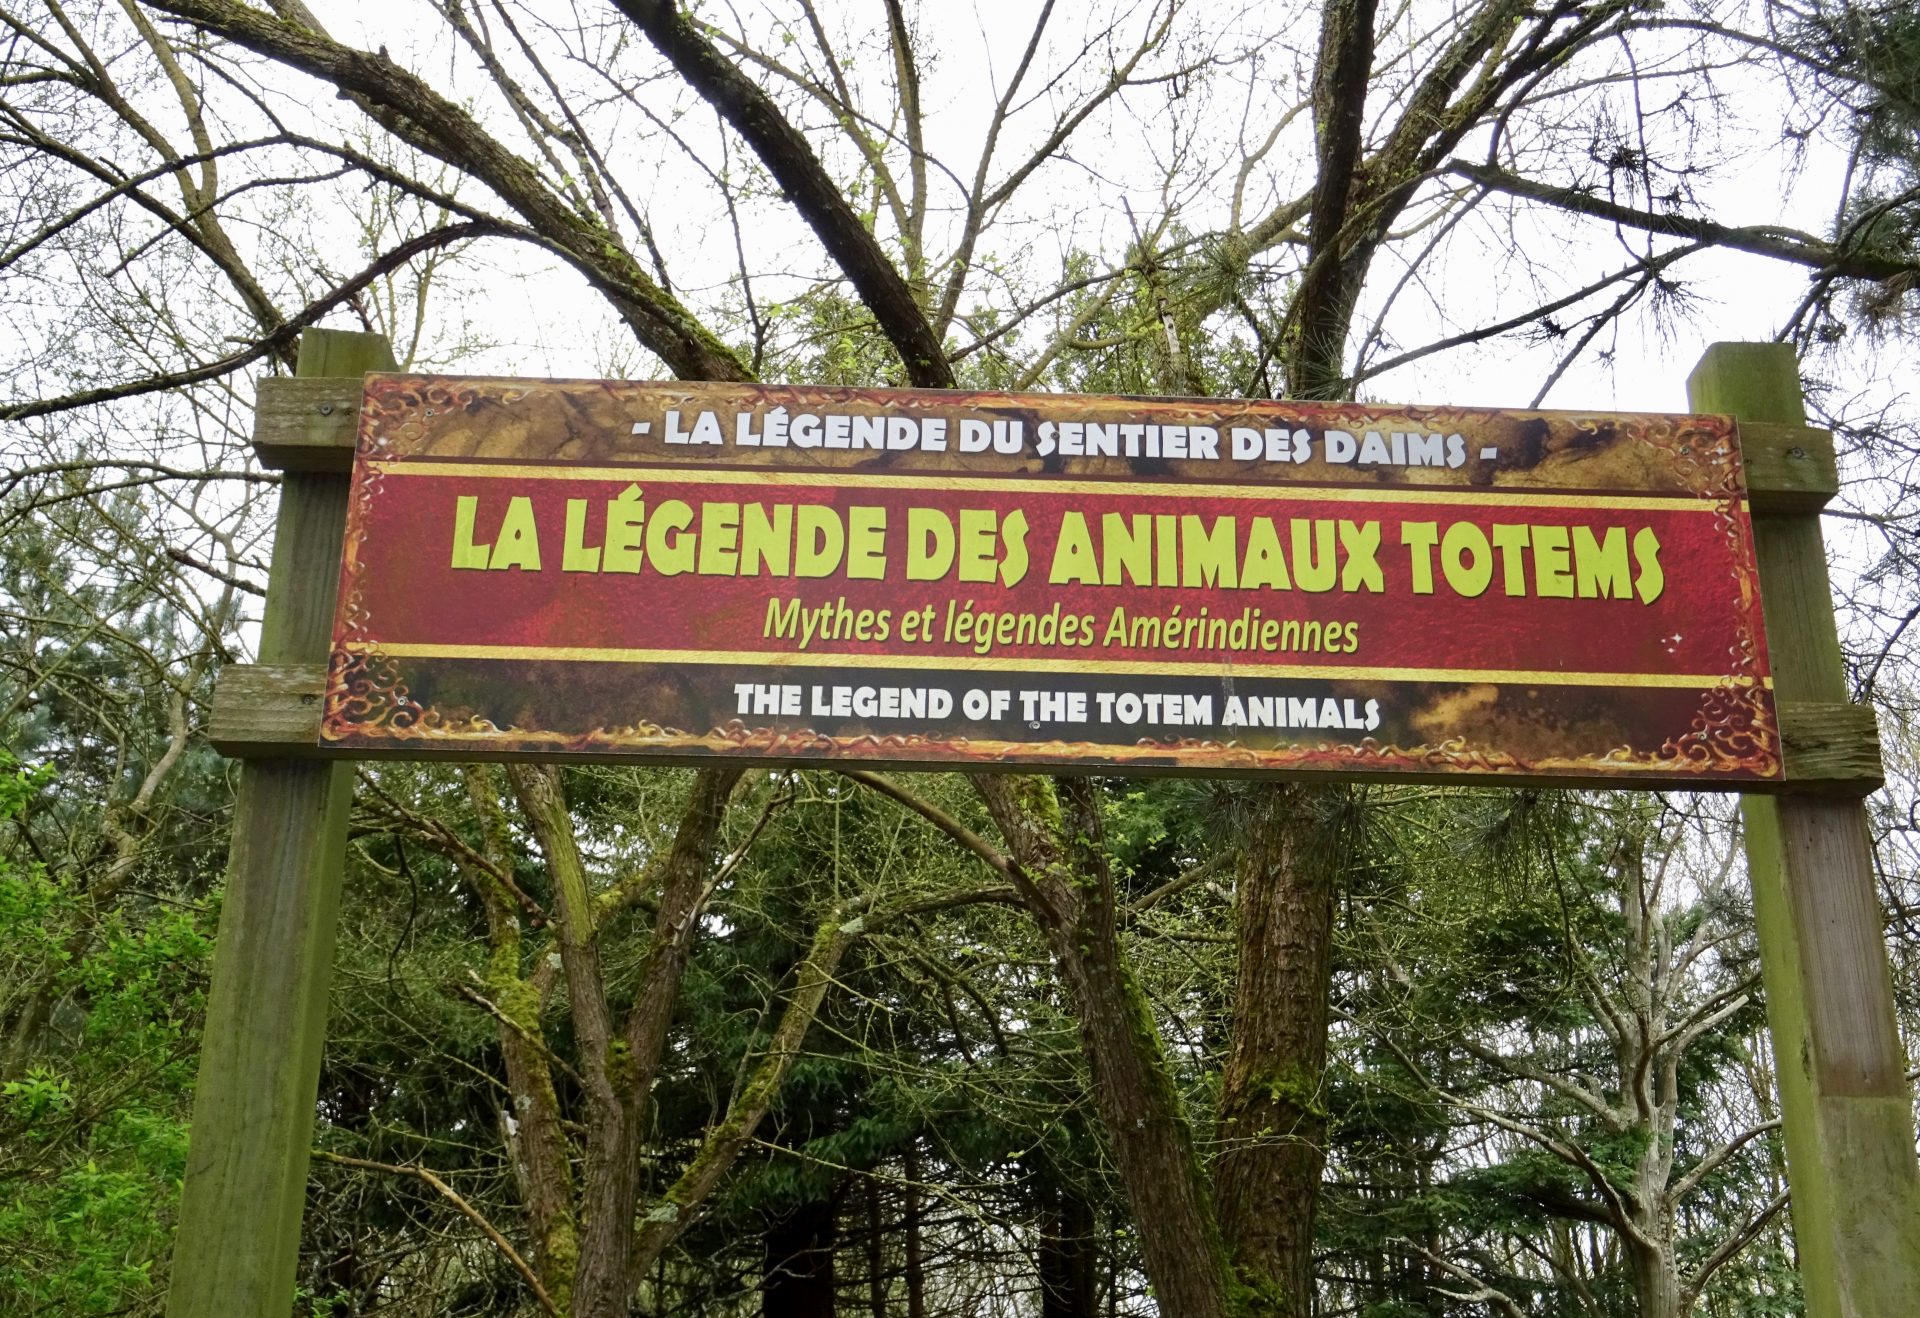 - LA LÉGENDE DU SENTIER DES DAIMS -
LA LÉGENDE DES ANIMAUX TOTEMS
Mythes et légendes Amérindiennes
THE LEGEND OF THE TOTEM ANIMALS